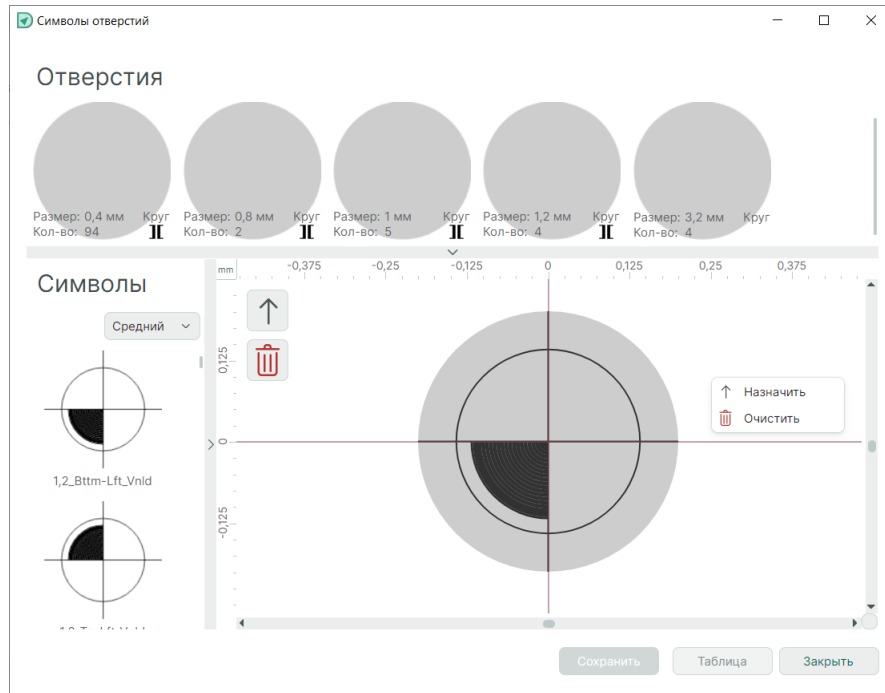 Символы отверстий
Отверстия
Размер: 0,4 мм Круг
Кол-во: 94
Размер: 0,8 мм Круг
Кол-во: 2
Размер: 1 мм Круг
Кол-во: 5
Размер: 1,2 мм Круг
Кол-во: 4
Размер: 3,2 мм Круг
Кол-во: 4
Символы
Средний
1,2_Bttm-Lft_Vnld
mm
-0,375 -0,25 -0,125 0 0,125 0,25 0,375
0,125
0
-0,125
Назначить
Очистить
Сохранить
Таблица
Закрыть